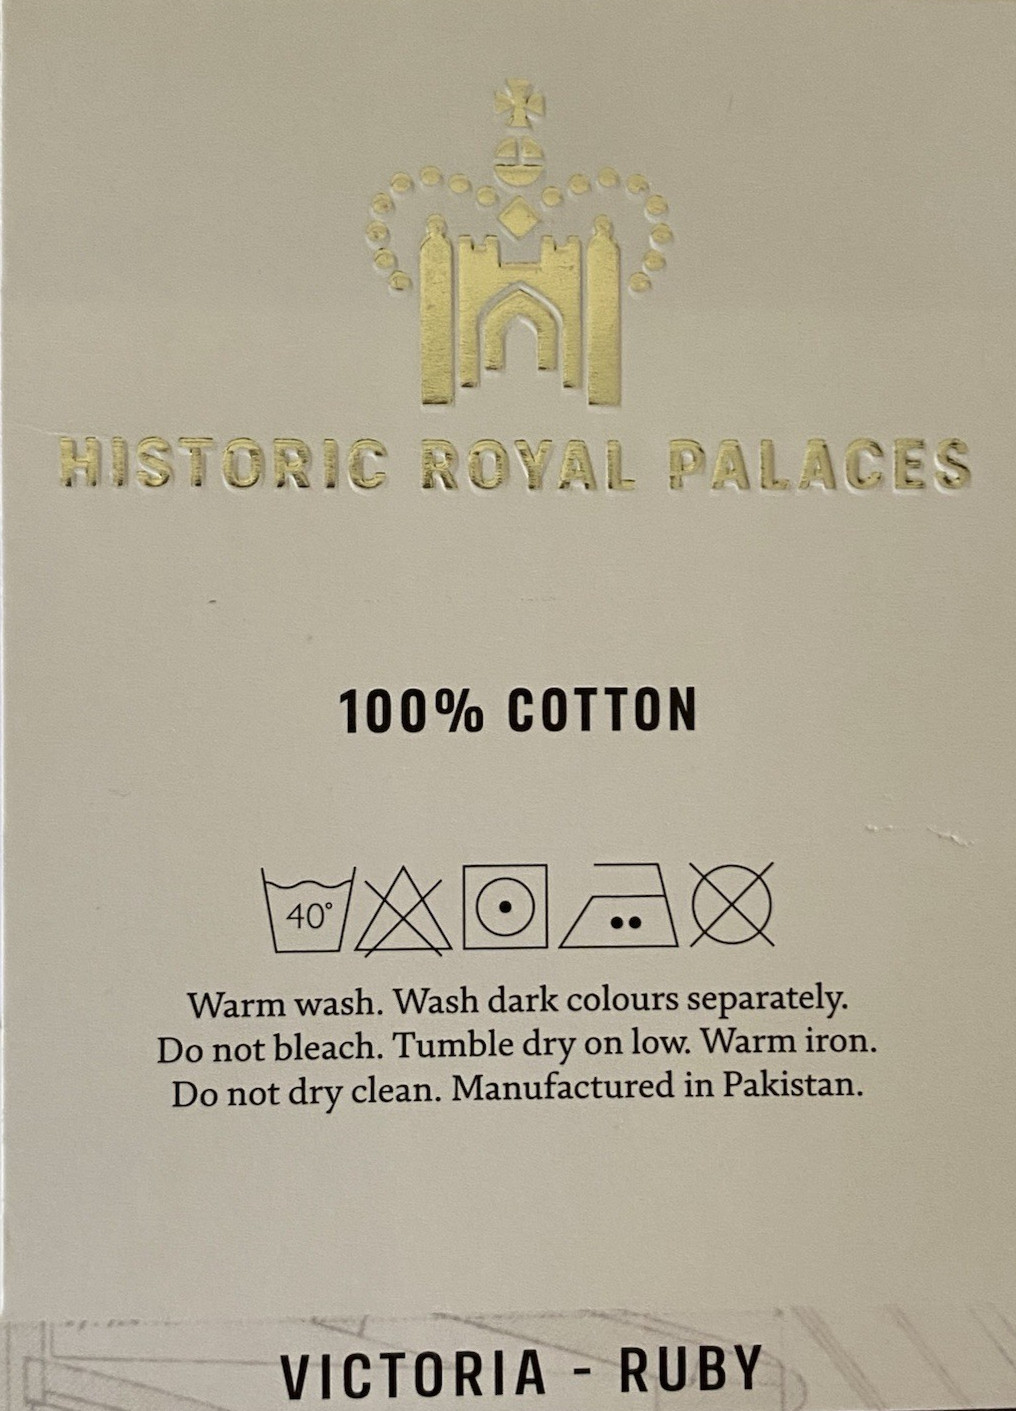 HISTORIC ROYAL PALACES
100% COTTON
40°
Warm wash. Wash dark colours separately.
Do not bleach. Tumble dry on low. Warm iron.
Do not dry clean. Manufactured in Pakistan.
VICTORIA - RUBY